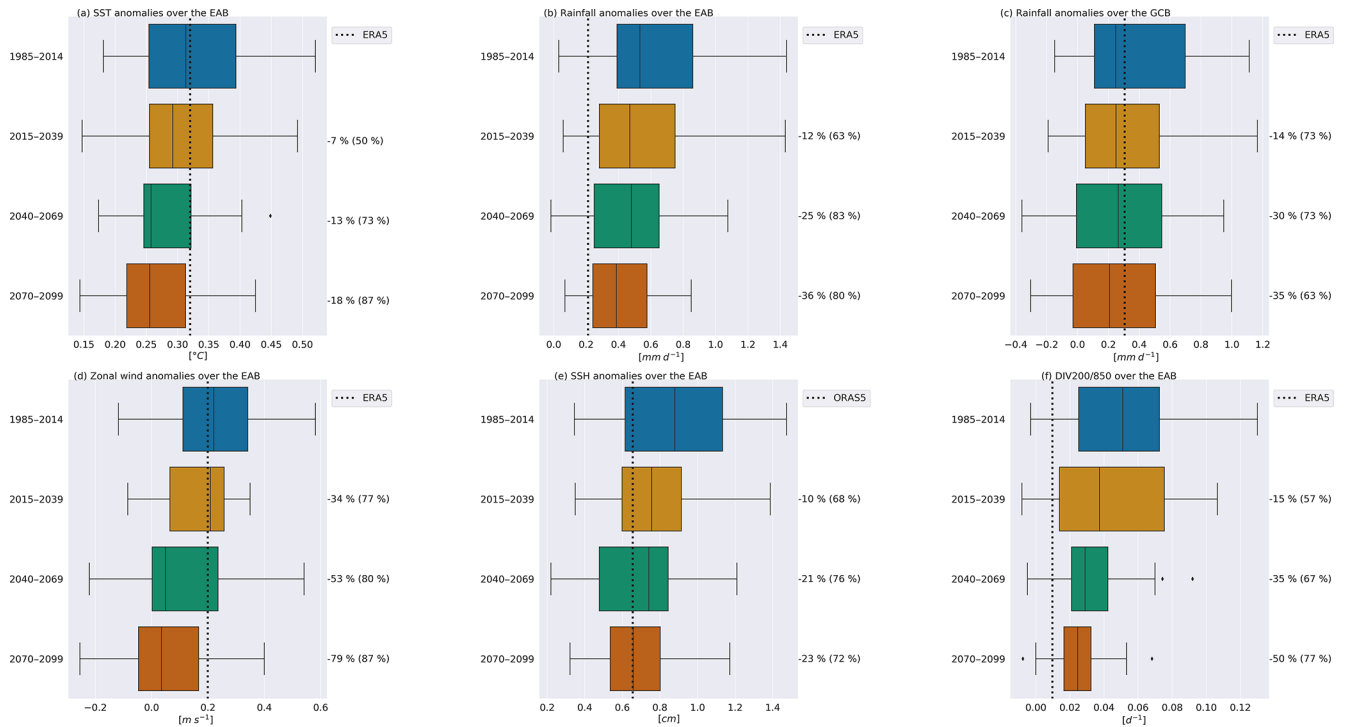 (a) SST anomalies over the EAB
ERA5
1985–2014
2015–2039
-7 % (50 %)
2040–2069
-13 % (73 %)
2070–2099
-18 % (87 %)
0.15 0.20 0.25 0.30 0.35 0.40 0.45 0.50
[°C]
(b) Rainfall anomalies over the EAB
ERA5
1985–2014
2015–2039
-12 % (63 %)
2040–2069
-25 % (83 %)
2070–2099
-36 % (80 %)
0.0 0.2 0.4 0.6 0.8 1.0 1.2 1.4
[mm d⁻¹]
(c) Rainfall anomalies over the GCB
ERA5
1985–2014
2015–2039
-14 % (73 %)
2040–2069
-30 % (73 %)
2070–2099
-35 % (63 %)
−0.4 −0.2 0.0 0.2 0.4 0.6 0.8 1.0 1.2
[mm d⁻¹]
(d) Zonal wind anomalies over the EAB
ERA5
1985–2014
2015–2039
-34 % (77 %)
2040–2069
-53 % (80 %)
2070–2099
-79 % (87 %)
−0.2 0.0 0.2 0.4 0.6
[m s⁻¹]
(e) SSH anomalies over the EAB
ORAS5
1985–2014
2015–2039
-10 % (68 %)
2040–2069
-21 % (76 %)
2070–2099
-23 % (72 %)
0.2 0.4 0.6 0.8 1.0 1.2 1.4
[cm]
(f) DIV200/850 over the EAB
ERA5
1985–2014
2015–2039
-15 % (57 %)
2040–2069
-35 % (67 %)
2070–2099
-50 % (77 %)
0.00 0.02 0.04 0.06 0.08 0.10 0.12
[d⁻¹]